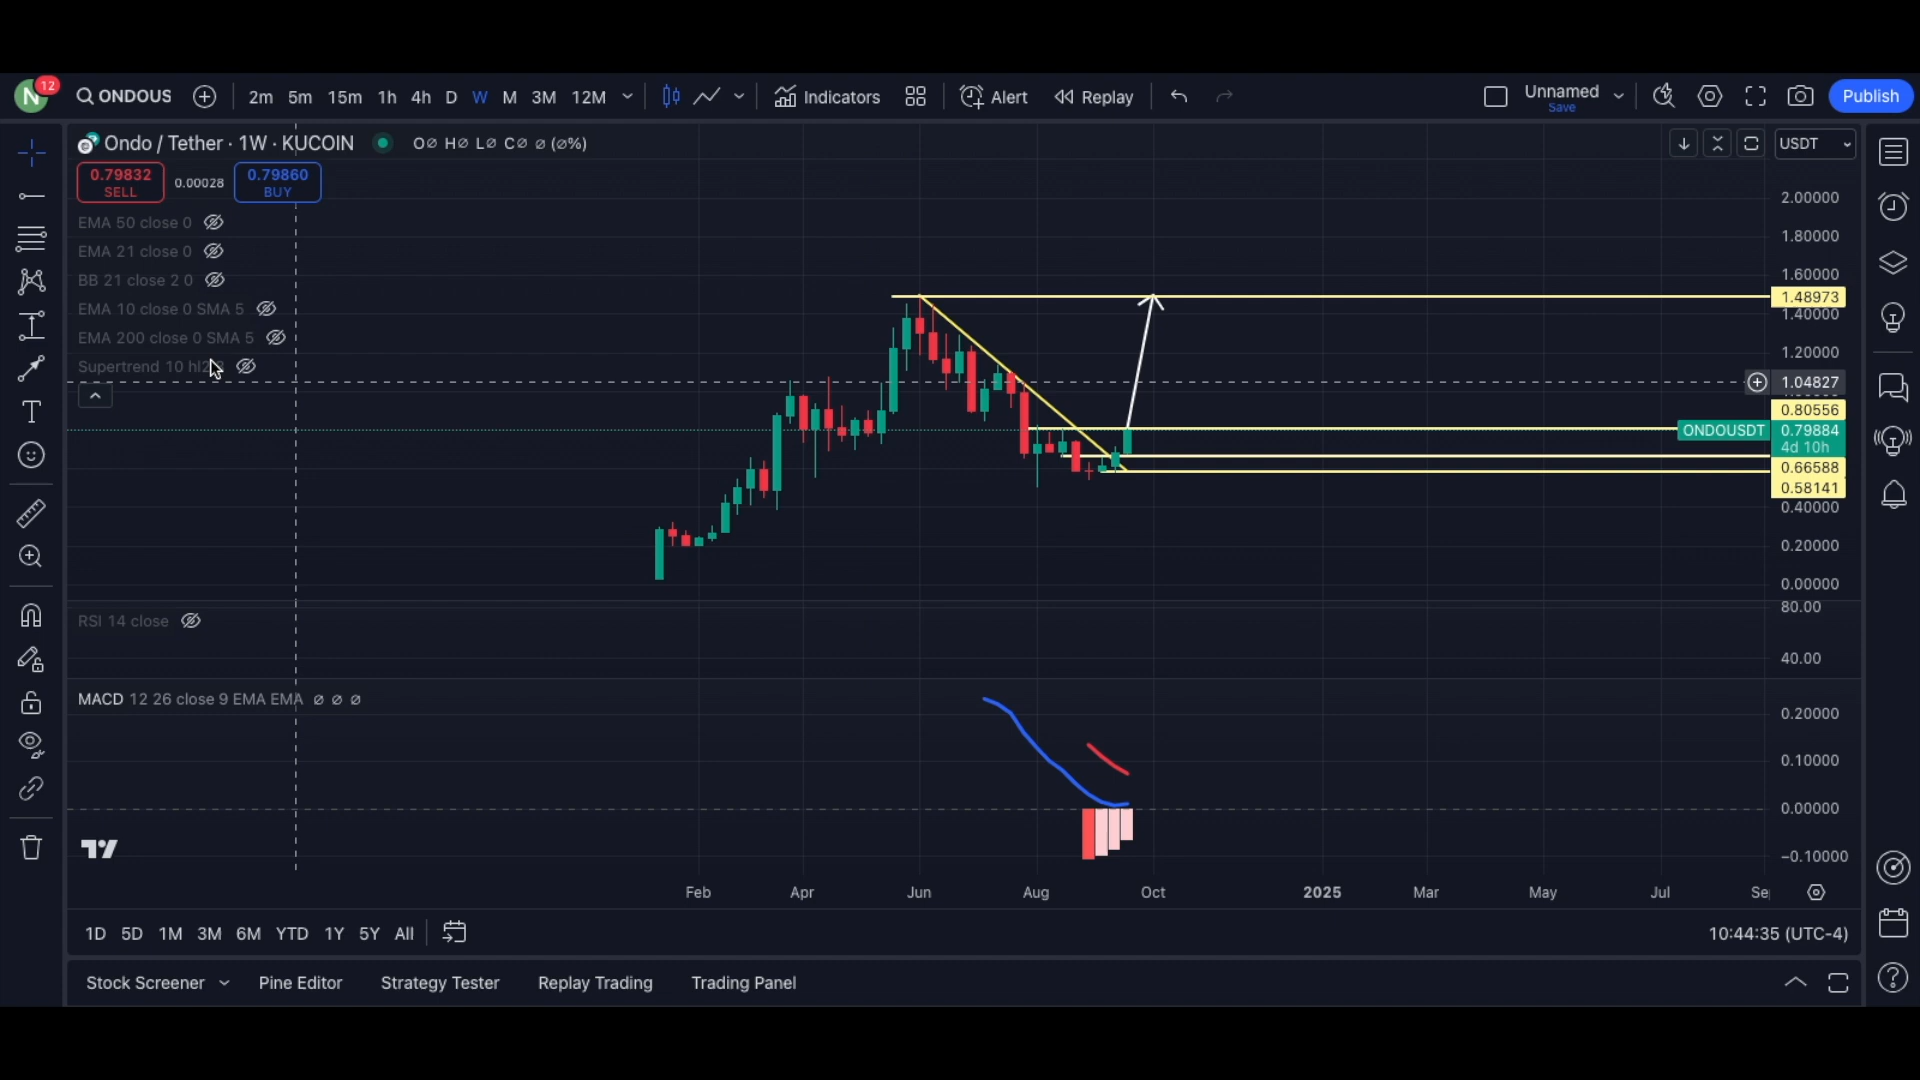 N 12 ONDOUS 2m 5m 15m 1h 4h D W M 3M 12M Indicators Alert Replay Unnamed Save Publish
Ondo / Tether · 1W · KUCOIN O∅ H∅ L∅ C∅ ∅ (∅%) USDT
0.79832 SELL 0.00028 0.79860 BUY
EMA 50 close 0
EMA 21 close 0
BB 21 close 2 0
EMA 10 close 0 SMA 5
EMA 200 close 0 SMA 5
Supertrend 10 hl2
2.00000
1.80000
1.60000
1.48973
1.40000
1.20000
1.04827
0.80556
ONDOUSDT 0.79884
4d 10h
0.66588
0.58141
0.40000
0.20000
0.00000
RSI 14 close
80.00
40.00
MACD 12 26 close 9 EMA EMA ∅ ∅ ∅
0.20000
0.10000
0.00000
−0.10000
Feb Apr Jun Aug Oct 2025 Mar May Jul Se
1D 5D 1M 3M 6M YTD 1Y 5Y All 10:44:35 (UTC-4)
Stock Screener Pine Editor Strategy Tester Replay Trading Trading Panel